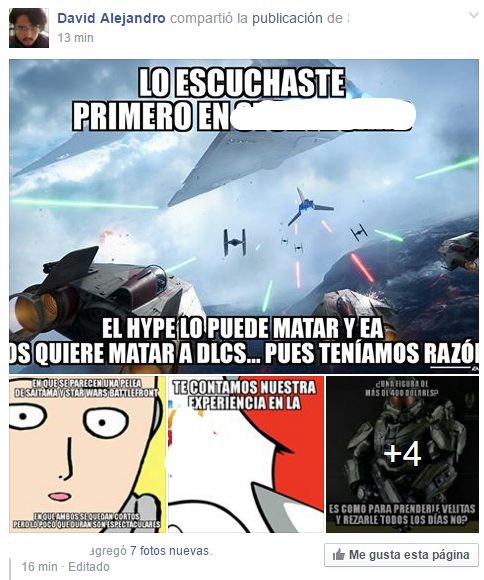 David Alejandro compartió la publicación de
13 min
LO ESCUCHASTE
PRIMERO EN
EL HYPE LO PUEDE MATAR Y EA
OS QUIERE MATAR A DLCS... PUES TENÍAMOS RAZÓ
EN QUE SE PARECEN UNA PELEA
DE SAITAMA Y STAR WARS BATTLEFRONT
EN QUE AMBOS SE QUEDAN CORTOS
PERO LO POCO QUE DURAN SON ESPECTACULARES
TE CONTAMOS NUESTRA
EXPERIENCIA EN LA
¿UNA FIGURA DE
MÁS DE 400 DOLARES?
+4
ES COMO PARA PRENDERLE VELITAS
Y REZARLE TODOS LOS DÍAS NO?
agregó 7 fotos nuevas.
16 min · Editado
Me gusta esta página